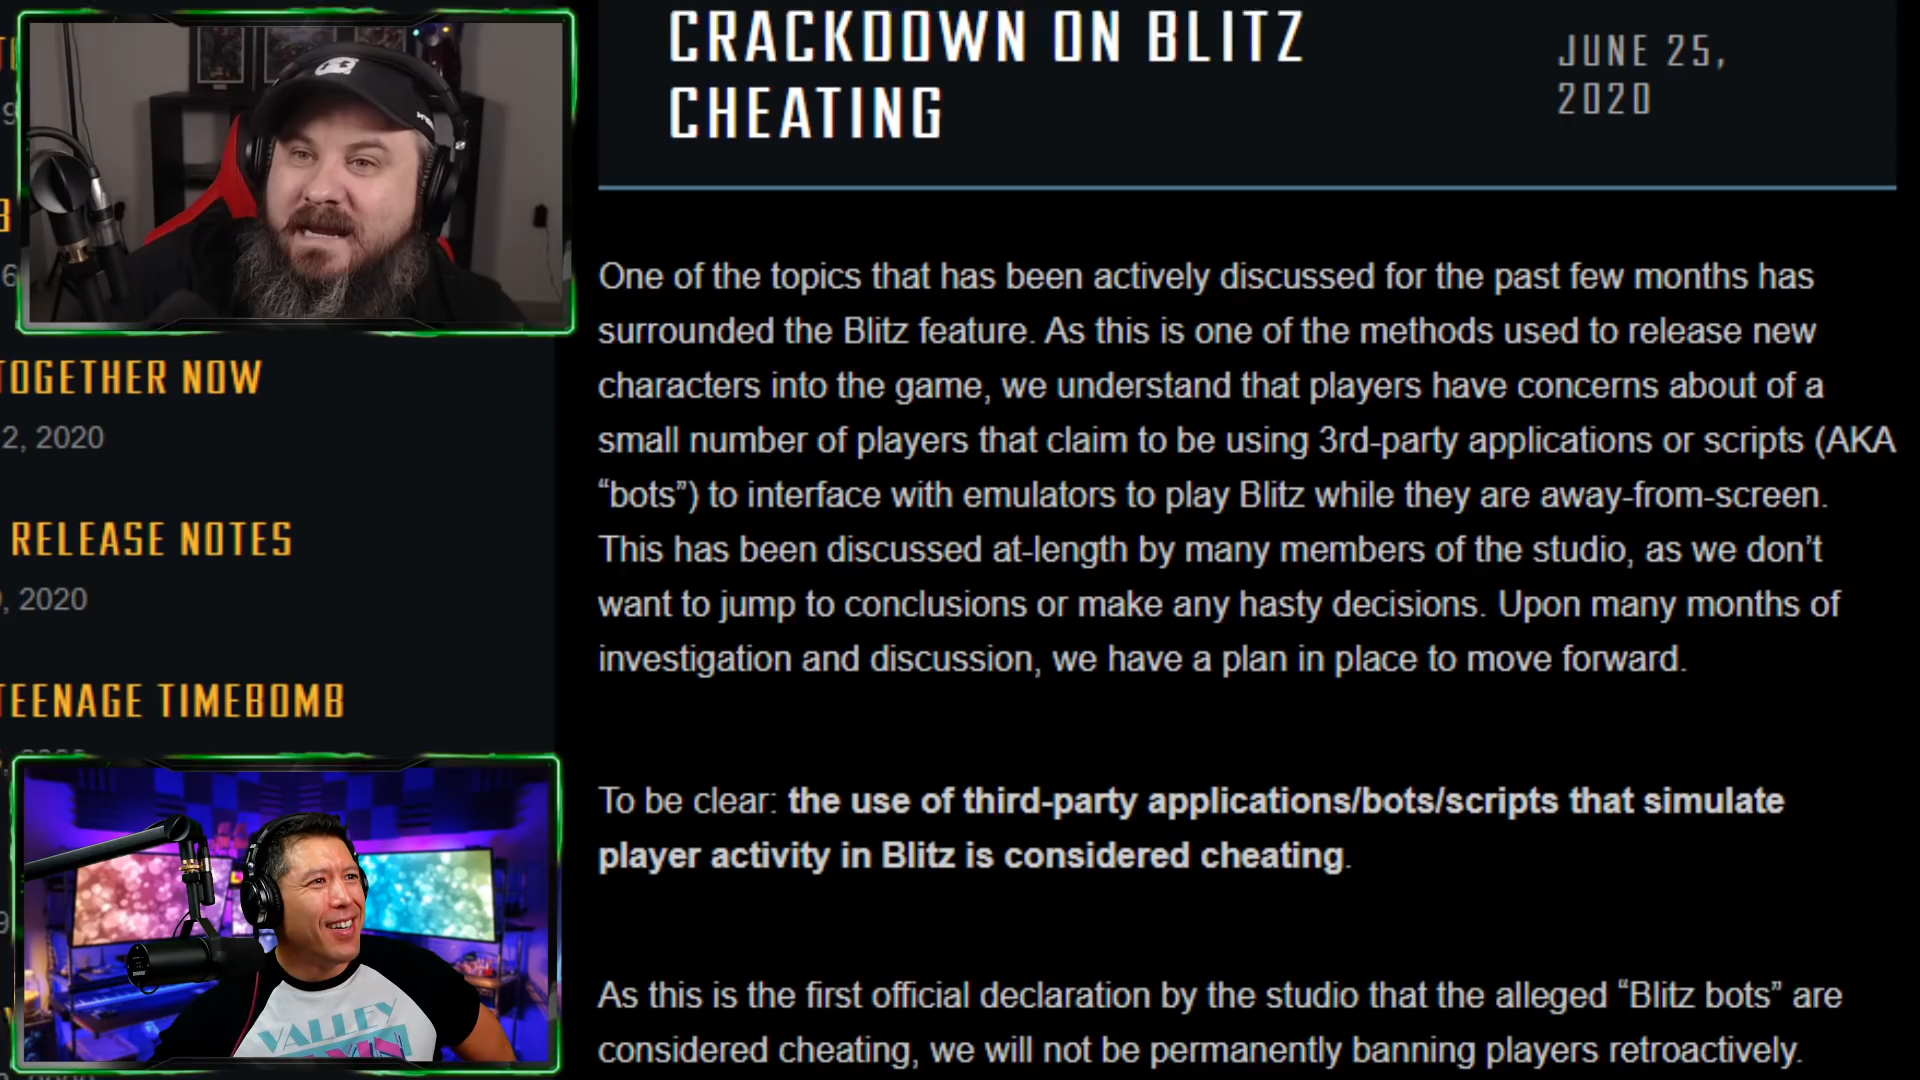 CRACKDOWN ON BLITZ
CHEATING
JUNE 25,
2020
One of the topics that has been actively discussed for the past few months has
surrounded the Blitz feature. As this is one of the methods used to release new
characters into the game, we understand that players have concerns about of a
small number of players that claim to be using 3rd-party applications or scripts (AKA
“bots”) to interface with emulators to play Blitz while they are away-from-screen.
This has been discussed at-length by many members of the studio, as we don’t
want to jump to conclusions or make any hasty decisions. Upon many months of
investigation and discussion, we have a plan in place to move forward.
To be clear: the use of third-party applications/bots/scripts that simulate
player activity in Blitz is considered cheating.
As this is the first official declaration by the studio that the alleged “Blitz bots” are
considered cheating, we will not be permanently banning players retroactively.
TOGETHER NOW
2, 2020
RELEASE NOTES
, 2020
TEENAGE TIMEBOMB
VALLEY